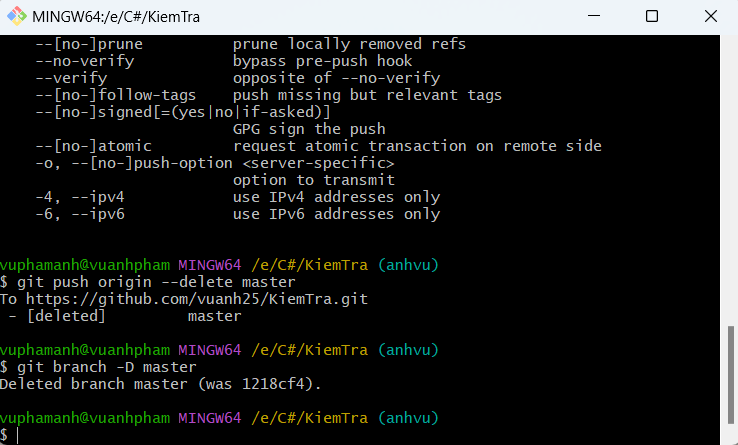 MINGW64:/e/C#/KiemTra
--[no-]prune          prune locally removed refs
--no-verify           bypass pre-push hook
--verify              opposite of --no-verify
--[no-]follow-tags    push missing but relevant tags
--[no-]signed[=(yes|no|if-asked)]
GPG sign the push
--[no-]atomic         request atomic transaction on remote side
-o, --[no-]push-option <server-specific>
option to transmit
-4, --ipv4            use IPv4 addresses only
-6, --ipv6            use IPv6 addresses only
vuphamanh@vuanhpham MINGW64 /e/C#/KiemTra (anhvu)
$ git push origin --delete master
To https://github.com/vuanh25/KiemTra.git
- [deleted]         master
vuphamanh@vuanhpham MINGW64 /e/C#/KiemTra (anhvu)
$ git branch -D master
Deleted branch master (was 1218cf4).
vuphamanh@vuanhpham MINGW64 /e/C#/KiemTra (anhvu)
$